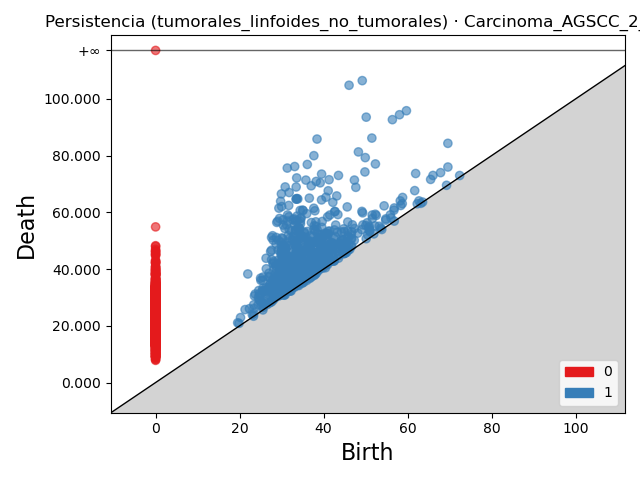 Persistencia (tumorales_linfoides_no_tumorales) · Carcinoma_AGSCC_2_
+∞
100.000
80.000
60.000
40.000
20.000
0.000
Death
0
1
0 20 40 60 80 100
Birth